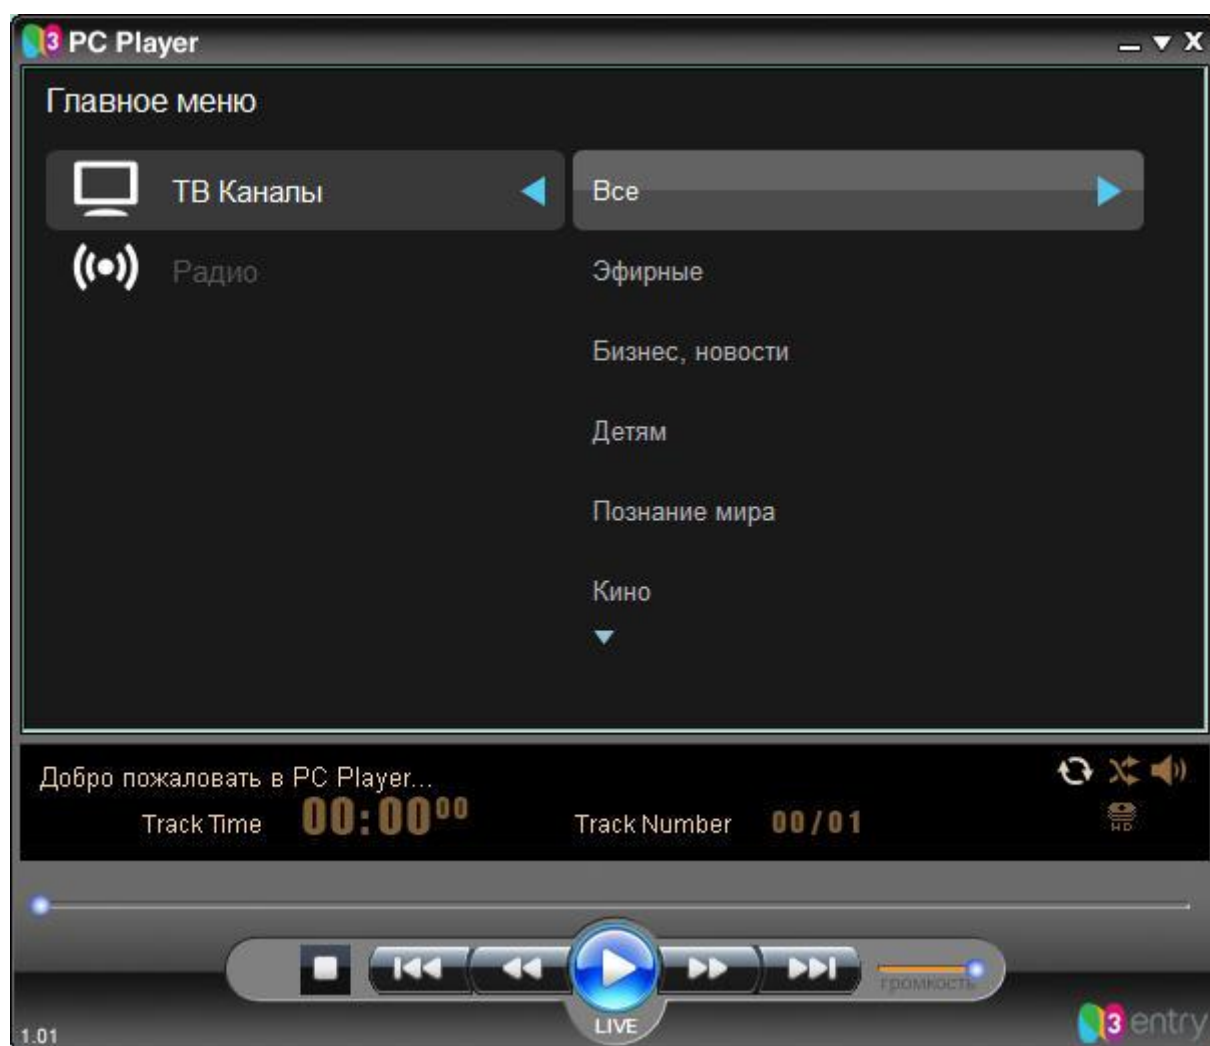 3 PC Player
Главное меню
ТВ Каналы
Все
Радио
Эфирные
Бизнес, новости
Детям
Познание мира
Кино
Добро пожаловать в PC Player...
Track Time 00:00 00
Track Number 00/01
HD
громкость
LIVE
1.01
3 entry